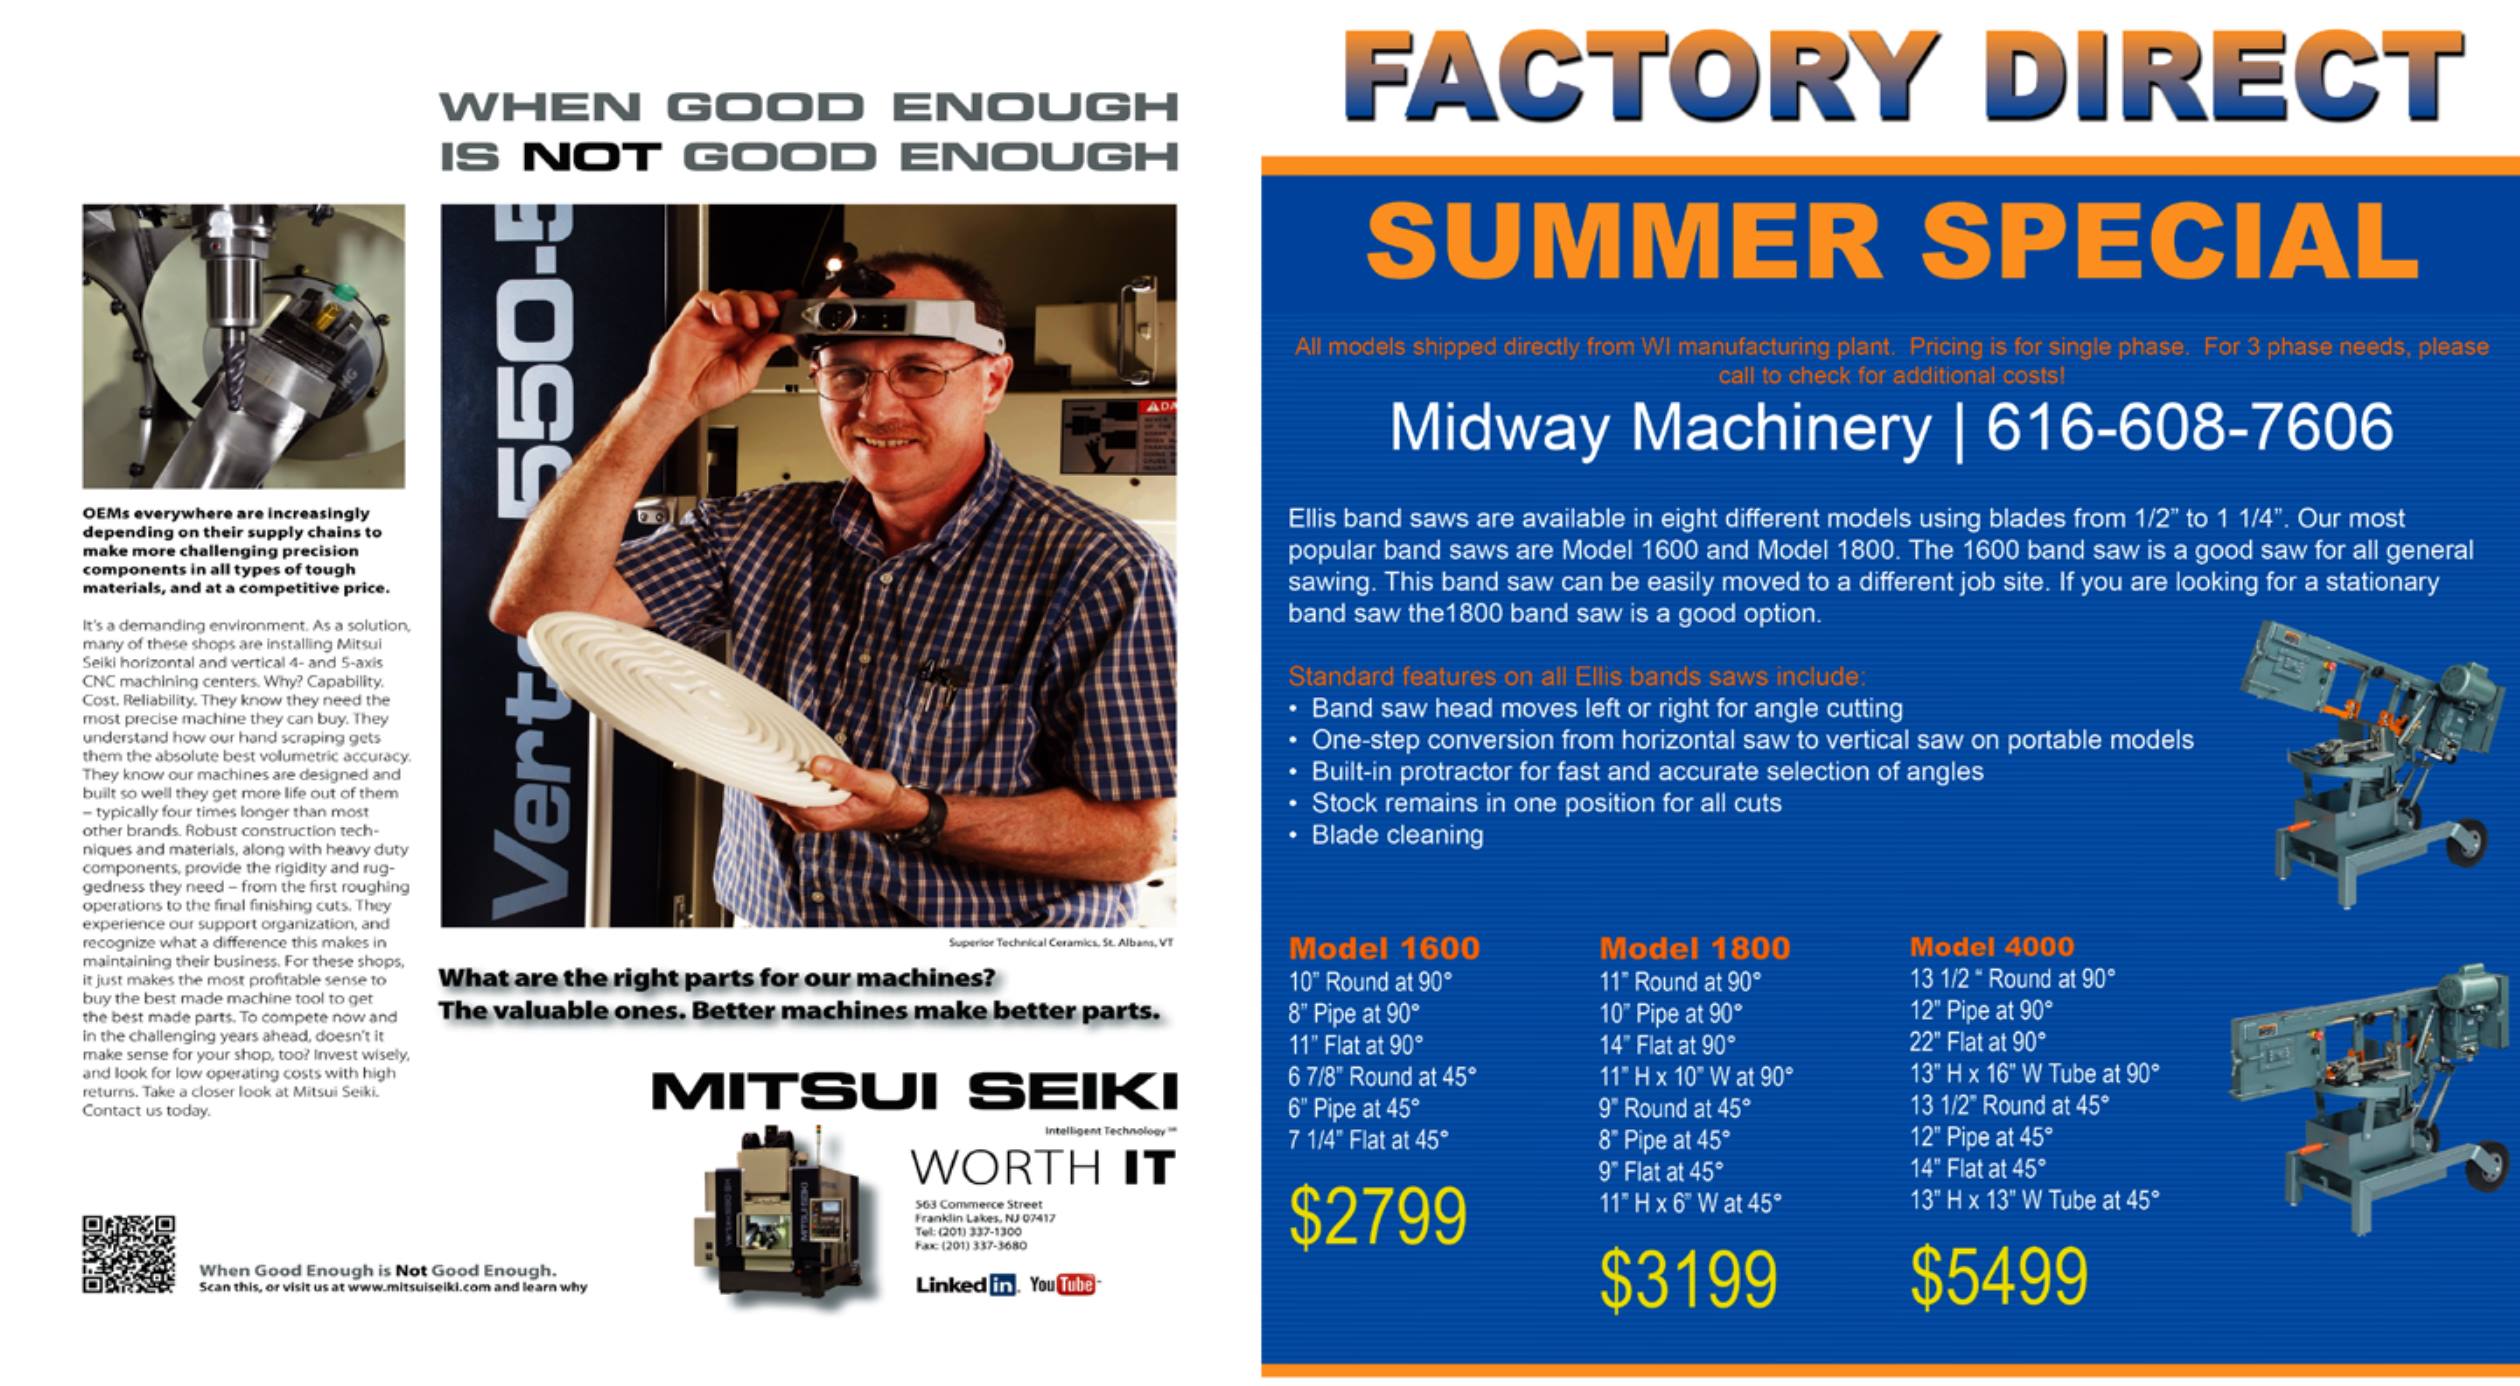 WHEN GOOD ENOUGH
IS NOT GOOD ENOUGH
OEMs everywhere are increasingly
depending on their supply chains to
make more challenging precision
components in all types of tough
materials, and at a competitive price.
It's a demanding environment. As a solution,
many of these shops are installing Mitsui
Seiki horizontal and vertical 4- and 5-axis
CNC machining centers. Why? Capability.
Cost. Reliability. They know they need the
most precise machine they can buy. They
understand how our hand scraping gets
them the absolute best volumetric accuracy.
They know our machines are designed and
built so well they get more life out of them
– typically four times longer than most
other brands. Robust construction tech-
niques and materials, along with heavy duty
components, provide the rigidity and rug-
gedness they need – from the first roughing
operations to the final finishing cuts. They
experience our support organization, and
recognize what a difference this makes in
maintaining their business. For these shops,
it just makes the most profitable sense to
buy the best made machine tool to get
the best made parts. To compete now and
in the challenging years ahead, doesn't it
make sense for your shop, too? Invest wisely,
and look for low operating costs with high
returns. Take a closer look at Mitsui Seiki.
Contact us today.
Verte 550-5
Superior Technical Ceramics, St. Albans, VT
What are the right parts for our machines?
The valuable ones. Better machines make better parts.
MITSUI SEIKI
Intelligent Technology℠
WORTH IT
563 Commerce Street
Franklin Lakes, NJ 07417
Tel: (201) 337-1300
Fax: (201) 337-3680
Linked in. YouTube
When Good Enough is Not Good Enough.
Scan this, or visit us at www.mitsuiseiki.com and learn why
FACTORY DIRECT
SUMMER SPECIAL
All models shipped directly from WI manufacturing plant. Pricing is for single phase. For 3 phase needs, please
call to check for additional costs!
Midway Machinery | 616-608-7606
Ellis band saws are available in eight different models using blades from 1/2” to 1 1/4”. Our most
popular band saws are Model 1600 and Model 1800. The 1600 band saw is a good saw for all general
sawing. This band saw can be easily moved to a different job site. If you are looking for a stationary
band saw the1800 band saw is a good option.
Standard features on all Ellis bands saws include:
• Band saw head moves left or right for angle cutting
• One-step conversion from horizontal saw to vertical saw on portable models
• Built-in protractor for fast and accurate selection of angles
• Stock remains in one position for all cuts
• Blade cleaning
Model 1600
10” Round at 90°
8” Pipe at 90°
11” Flat at 90°
6 7/8” Round at 45°
6” Pipe at 45°
7 1/4” Flat at 45°
$2799
Model 1800
11” Round at 90°
10” Pipe at 90°
14” Flat at 90°
11” H x 10” W at 90°
9” Round at 45°
8” Pipe at 45°
9” Flat at 45°
11” H x 6” W at 45°
$3199
Model 4000
13 1/2 “ Round at 90°
12” Pipe at 90°
22” Flat at 90°
13” H x 16” W Tube at 90°
13 1/2” Round at 45°
12” Pipe at 45°
14” Flat at 45°
13” H x 13” W Tube at 45°
$5499